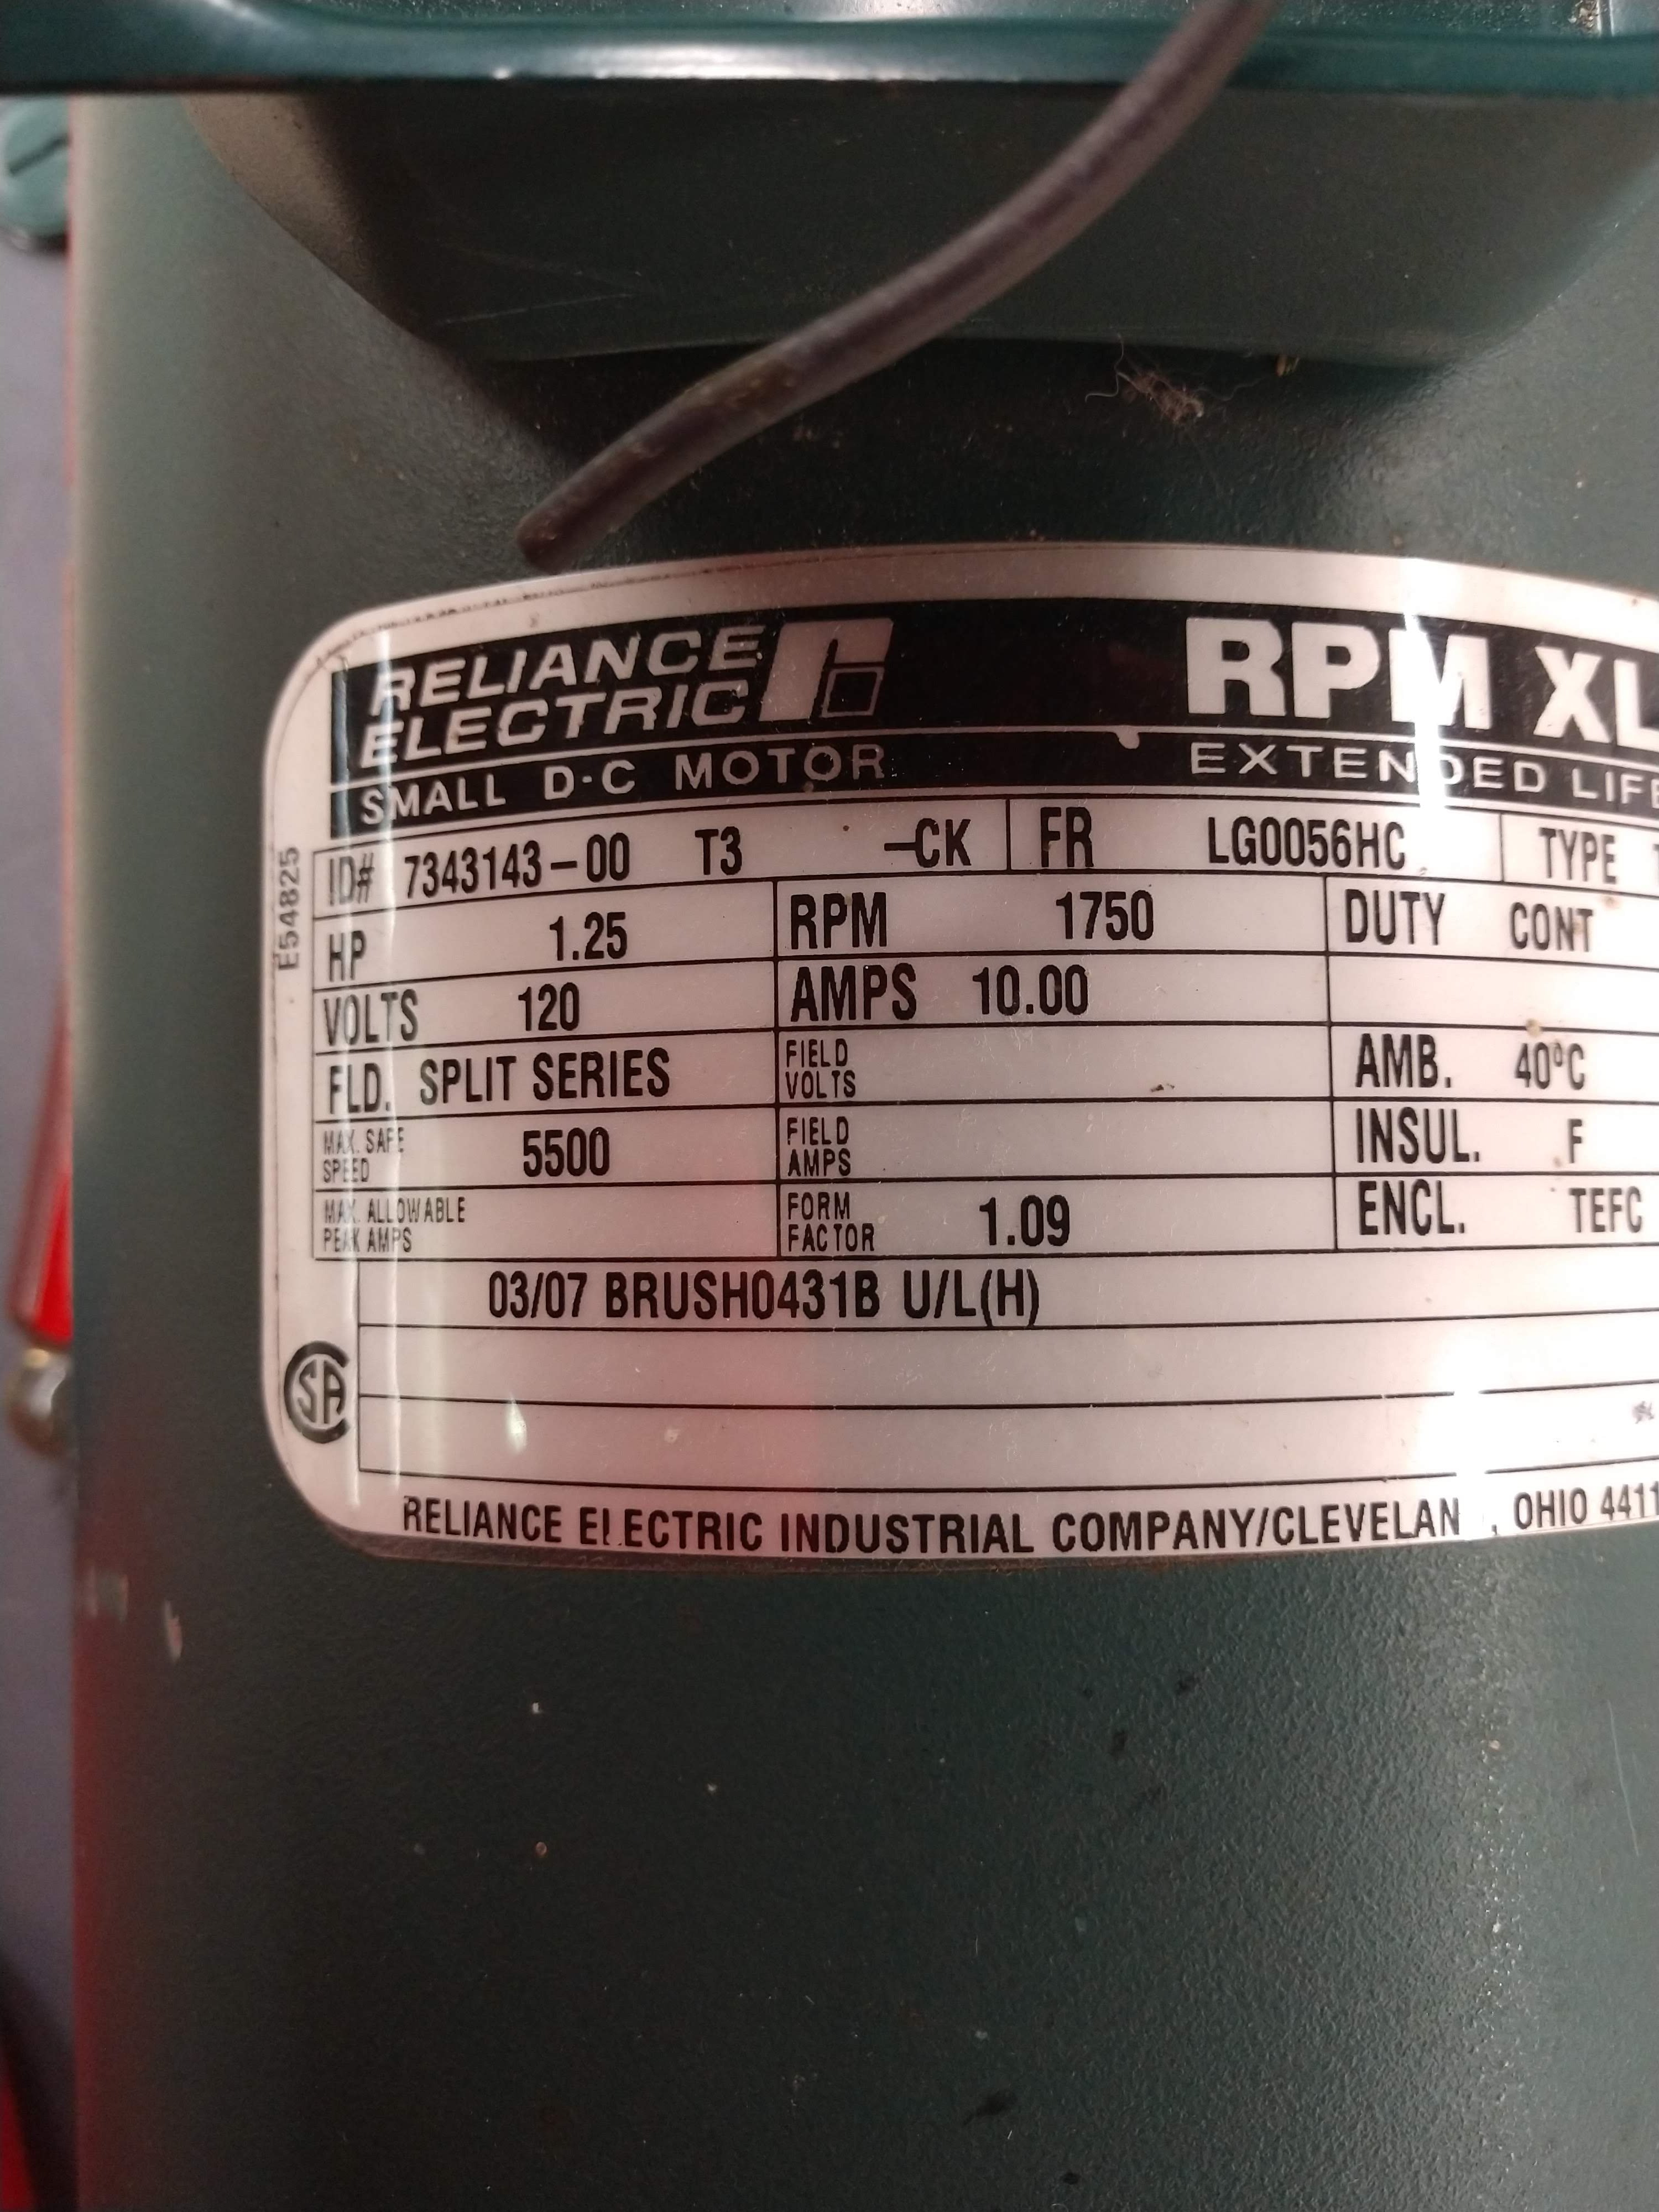 RELIANCE
ELECTRIC
RPM XL
SMALL D-C MOTOR
EXTENDED LIFE
E54825
ID# 7343143-00 T3 -CK FR LG0056HC TYPE
HP 1.25 RPM 1750 DUTY CONT
VOLTS 120 AMPS 10.00
FLD. SPLIT SERIES FIELD VOLTS AMB. 40°C
MAX. SAFE SPEED 5500 FIELD AMPS INSUL. F
MAX. ALLOWABLE PEAK AMPS FORM FACTOR 1.09 ENCL. TEFC
03/07 BRUSH0431B U/L(H)
SA
RELIANCE ELECTRIC INDUSTRIAL COMPANY/CLEVELAN , OHIO 4411